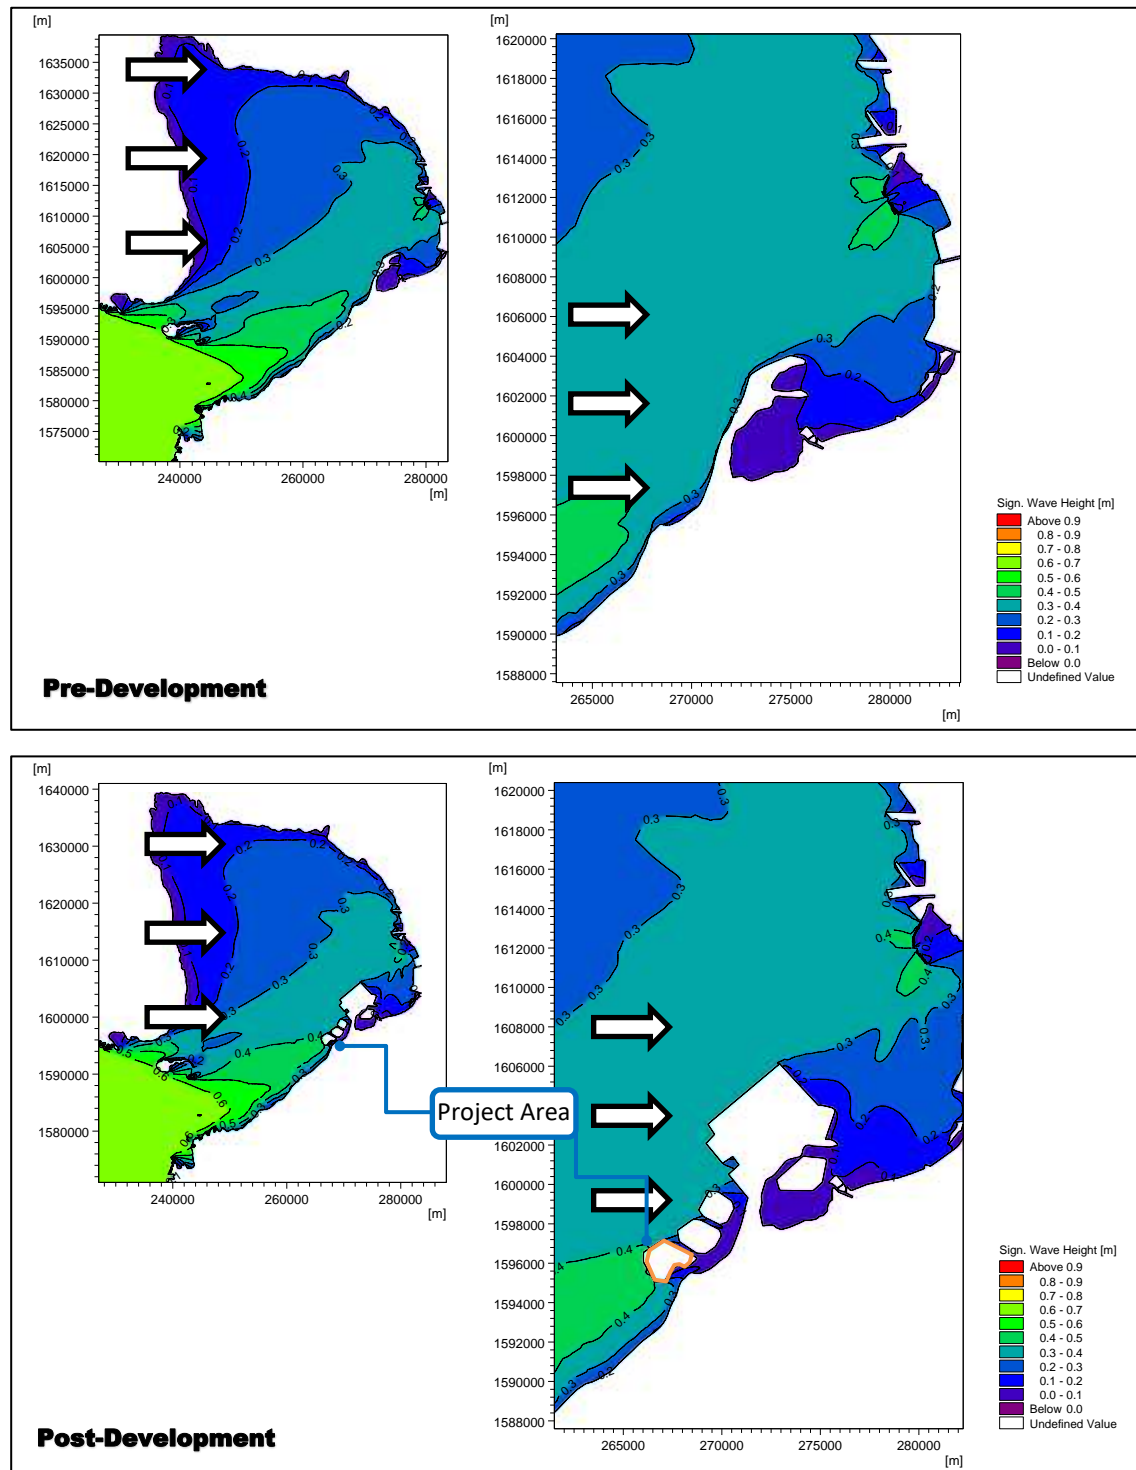 [m]
1635000
1630000
1625000
1620000
1615000
1610000
1605000
1600000
1595000
1590000
1585000
1580000
1575000
240000 260000 280000
[m]
[m]
1620000
1618000
1616000
1614000
1612000
1610000
1608000
1606000
1604000
1602000
1600000
1598000
1596000
1594000
1592000
1590000
1588000
265000 270000 275000 280000
[m]
Sign. Wave Height [m]
Above 0.9
0.8 - 0.9
0.7 - 0.8
0.6 - 0.7
0.5 - 0.6
0.4 - 0.5
0.3 - 0.4
0.2 - 0.3
0.1 - 0.2
0.0 - 0.1
Below 0.0
Undefined Value
Pre-Development
[m]
1640000
1630000
1620000
1610000
1600000
1590000
1580000
240000 260000 280000
[m]
Project Area
[m]
1620000
1618000
1616000
1614000
1612000
1610000
1608000
1606000
1604000
1602000
1600000
1598000
1596000
1594000
1592000
1590000
1588000
265000 270000 275000 280000
[m]
Sign. Wave Height [m]
Above 0.9
0.8 - 0.9
0.7 - 0.8
0.6 - 0.7
0.5 - 0.6
0.4 - 0.5
0.3 - 0.4
0.2 - 0.3
0.1 - 0.2
0.0 - 0.1
Below 0.0
Undefined Value
Post-Development